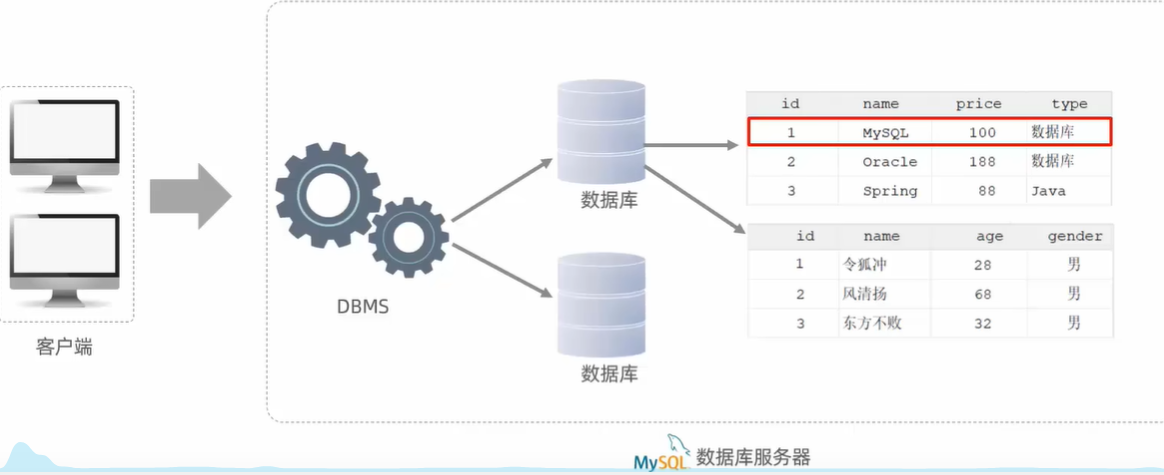 id name price type
1 MySQL 100 数据库
2 Oracle 188 数据库
3 Spring 88 Java
数据库
id name age gender
1 令狐冲 28 男
2 风清扬 68 男
3 东方不败 32 男
DBMS
客户端
数据库
MySQL 数据库服务器